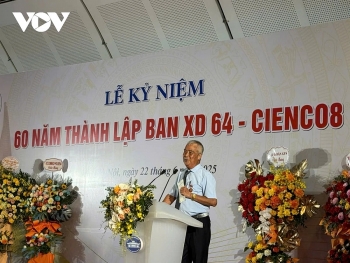 VOV
LỄ KỶ NIỆM
60 NĂM THÀNH LẬP BAN XD 64 - CIENCO8
ngày 22 tháng